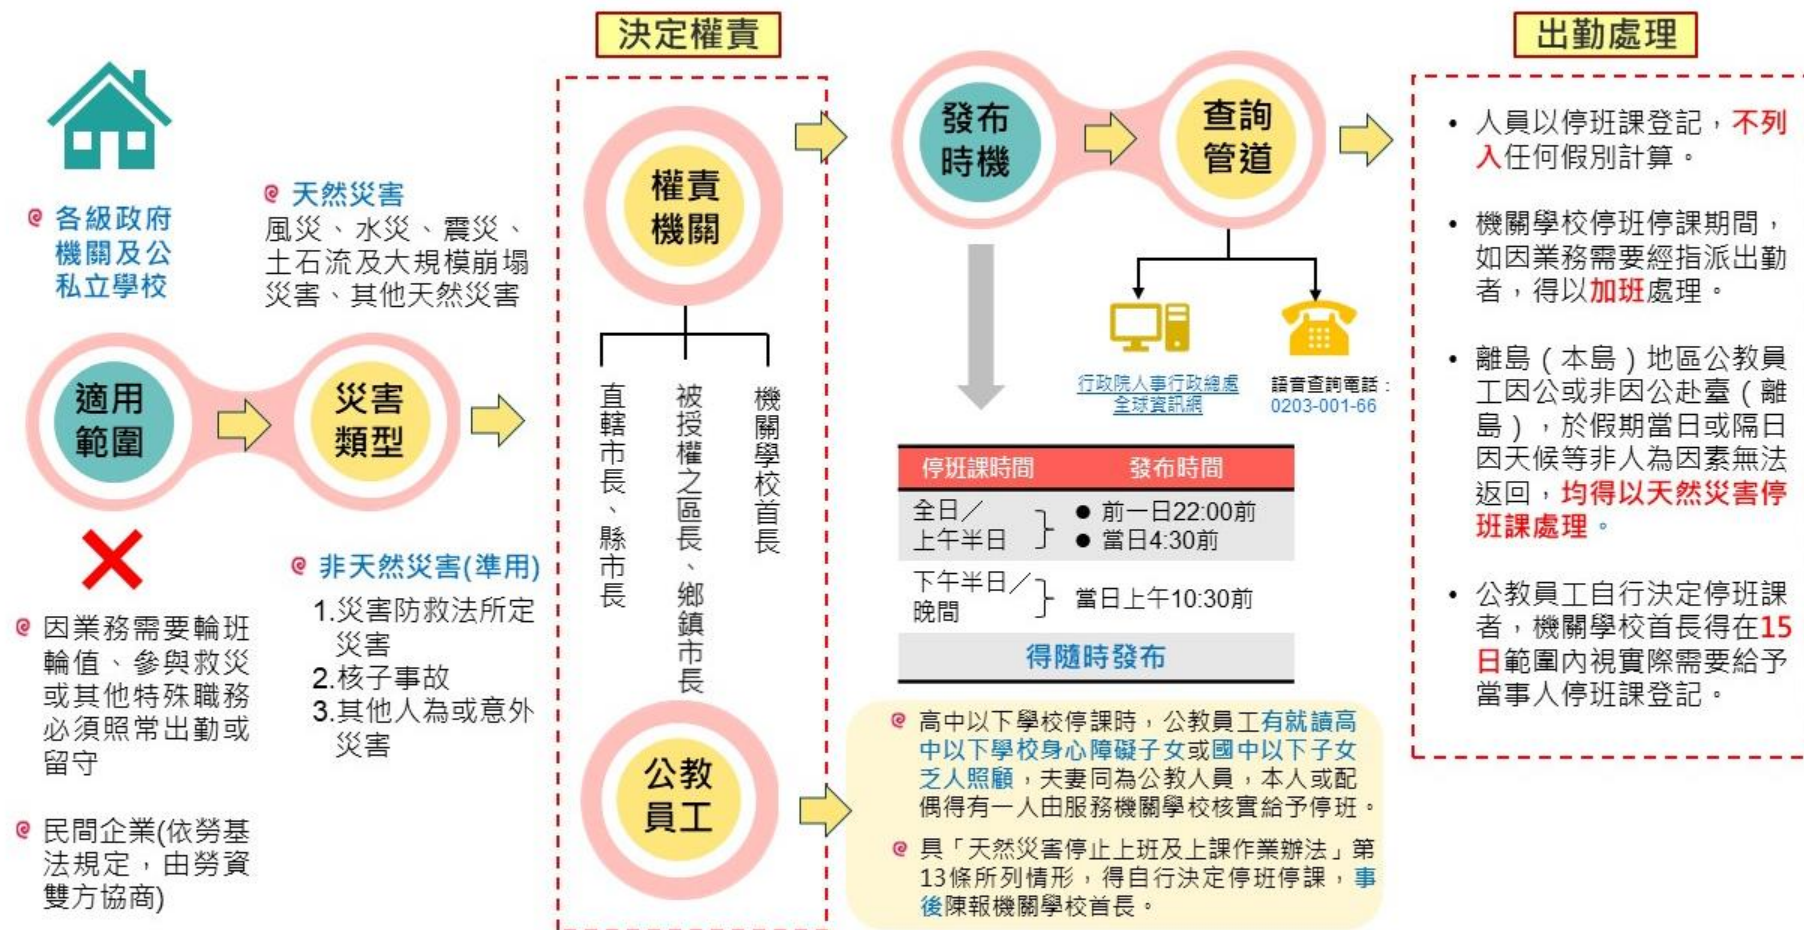 各級政府
機關及公
私立學校
天然災害
風災、水災、震災、
土石流及大規模崩塌
災害、其他天然災害
適用
範圍
災害
類型
因業務需要輪班
輪值、參與救災
或其他特殊職務
必須照常出勤或
留守
民間企業(依勞基
法規定,由勞資
雙方協商)
非天然災害(準用)
1.災害防救法所定
災害
2.核子事故
3.其他人為或意外
災害
決定權責
權責
機關
直轄市長、縣市長
被授權之區長、鄉鎮市長
機關學校首長
公教
員工
發布
時機
查詢
管道
行政院人事行政總處
全球資訊網
語音查詢電話:
0203-001-66
停班課時間 發布時間
全日/
上午半日
● 前一日22:00前
● 當日4:30前
下午半日/
晚間
當日上午10:30前
得隨時發布
高中以下學校停課時,公教員工有就讀高
中以下學校身心障礙子女或國中以下子女
乏人照顧,夫妻同為公教人員,本人或配
偶得有一人由服務機關學校核實給予停班。
具「天然災害停止上班及上課作業辦法」第
13條所列情形,得自行決定停班停課,事
後陳報機關學校首長。
出勤處理
• 人員以停班課登記,不列
入任何假別計算。
• 機關學校停班停課期間,
如因業務需要經指派出勤
者,得以加班處理。
• 離島(本島)地區公教員
工因公或非因公赴臺(離
島),於假期當日或隔日
因天候等非人為因素無法
返回,均得以天然災害停
班課處理。
• 公教員工自行決定停班課
者,機關學校首長得在15
日範圍內視實際需要給予
當事人停班課登記。